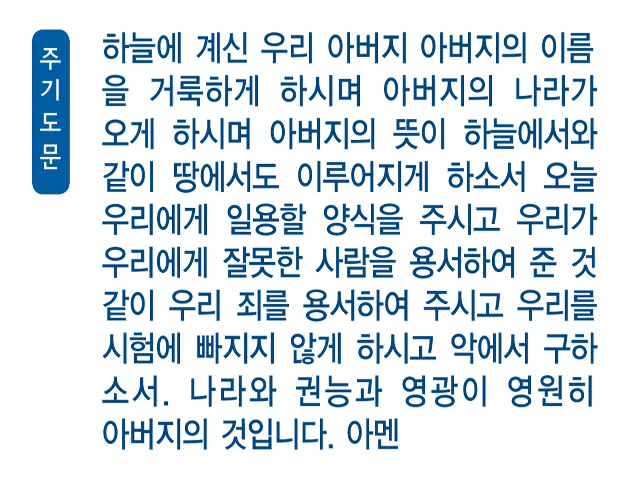 주기도문
하늘에 계신 우리 아버지 아버지의 이름
을 거룩하게 하시며 아버지의 나라가
오게 하시며 아버지의 뜻이 하늘에서와
같이 땅에서도 이루어지게 하소서 오늘
우리에게 일용할 양식을 주시고 우리가
우리에게 잘못한 사람을 용서하여 준 것
같이 우리 죄를 용서하여 주시고 우리를
시험에 빠지지 않게 하시고 악에서 구하
소서. 나라와 권능과 영광이 영원히
아버지의 것입니다. 아멘